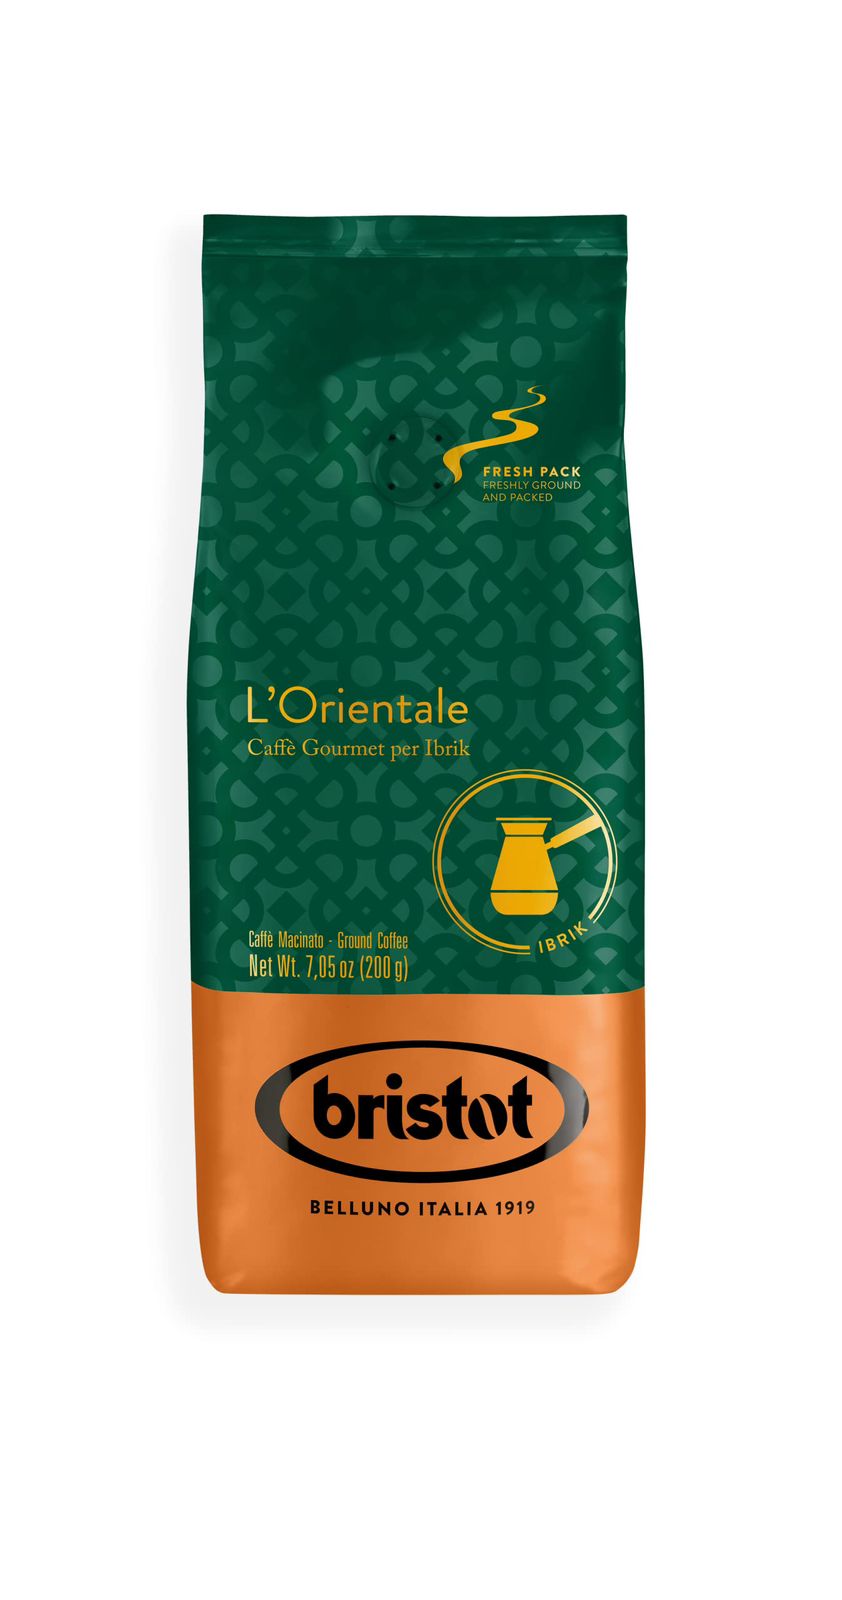 FRESH PACK
FRESHLY GROUND
AND PACKED
L'Orientale
Caffè Gourmet per Ibrik
IBRIK
Caffè Macinato - Ground Coffee
Net Wt. 7,05 oz (200 g)
bristot
BELLUNO ITALIA 1919